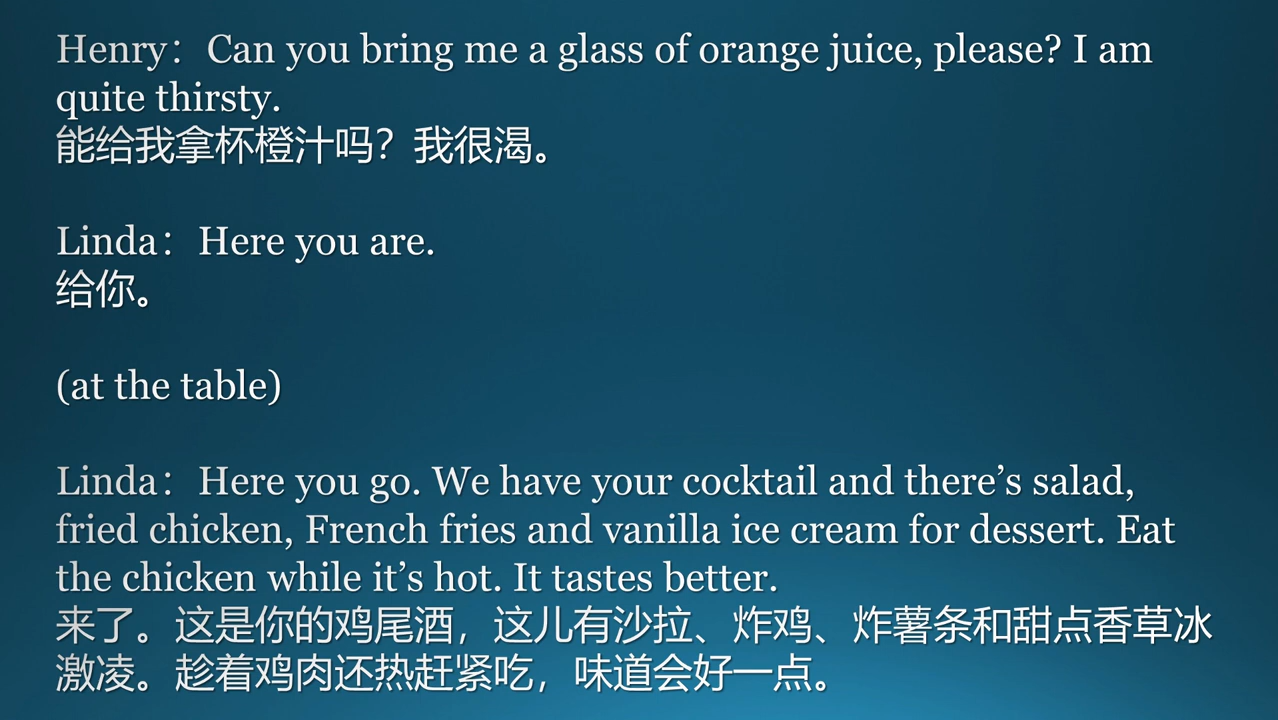 Henry：Can you bring me a glass of orange juice, please? I am
quite thirsty.
能给我拿杯橙汁吗？我很渴。
Linda：Here you are.
给你。
(at the table)
Linda：Here you go. We have your cocktail and there’s salad,
fried chicken, French fries and vanilla ice cream for dessert. Eat
the chicken while it’s hot. It tastes better.
来了。这是你的鸡尾酒，这儿有沙拉、炸鸡、炸薯条和甜点香草冰
激凌。趁着鸡肉还热赶紧吃，味道会好一点。